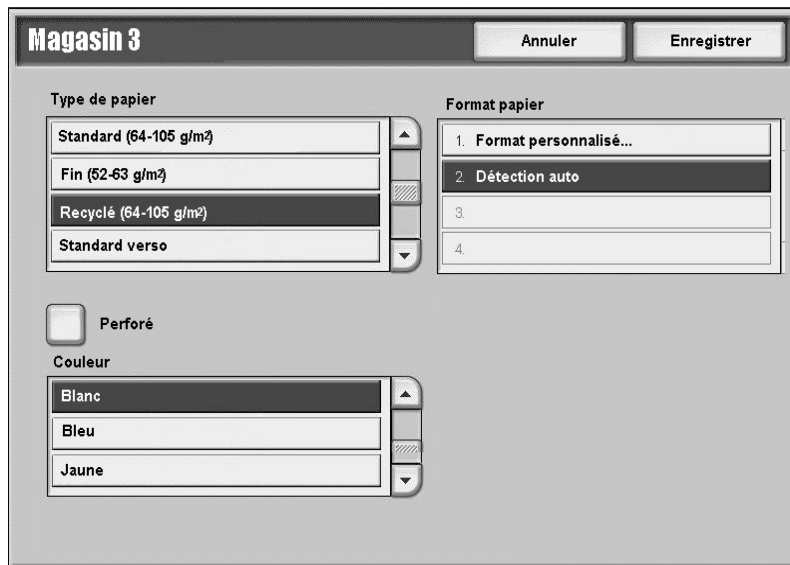 Magasin 3
Annuler
Enregistrer
Type de papier
Standard (64-105 g/m²)
Fin (52-63 g/m²)
Recyclé (64-105 g/m²)
Standard verso
Format papier
1. Format personnalisé...
2. Détection auto
3.
4.
Perforé
Couleur
Blanc
Bleu
Jaune